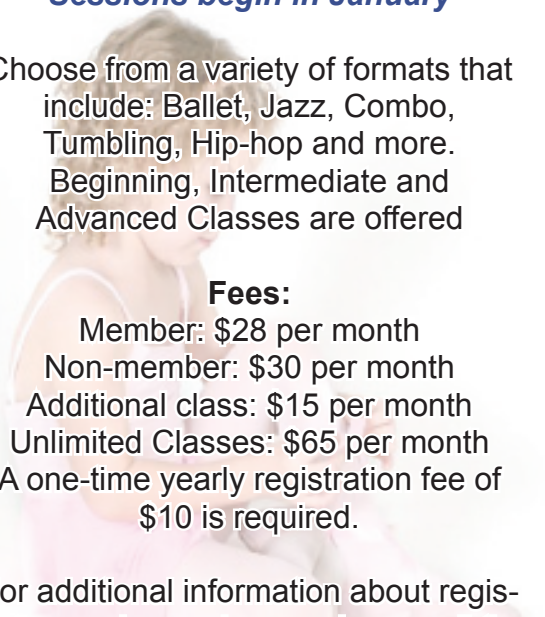 Sessions begin in January
Choose from a variety of formats that
include: Ballet, Jazz, Combo,
Tumbling, Hip-hop and more.
Beginning, Intermediate and
Advanced Classes are offered
Fees:
Member: $28 per month
Non-member: $30 per month
Additional class: $15 per month
Unlimited Classes: $65 per month
A one-time yearly registration fee of
$10 is required.
or additional information about regis-